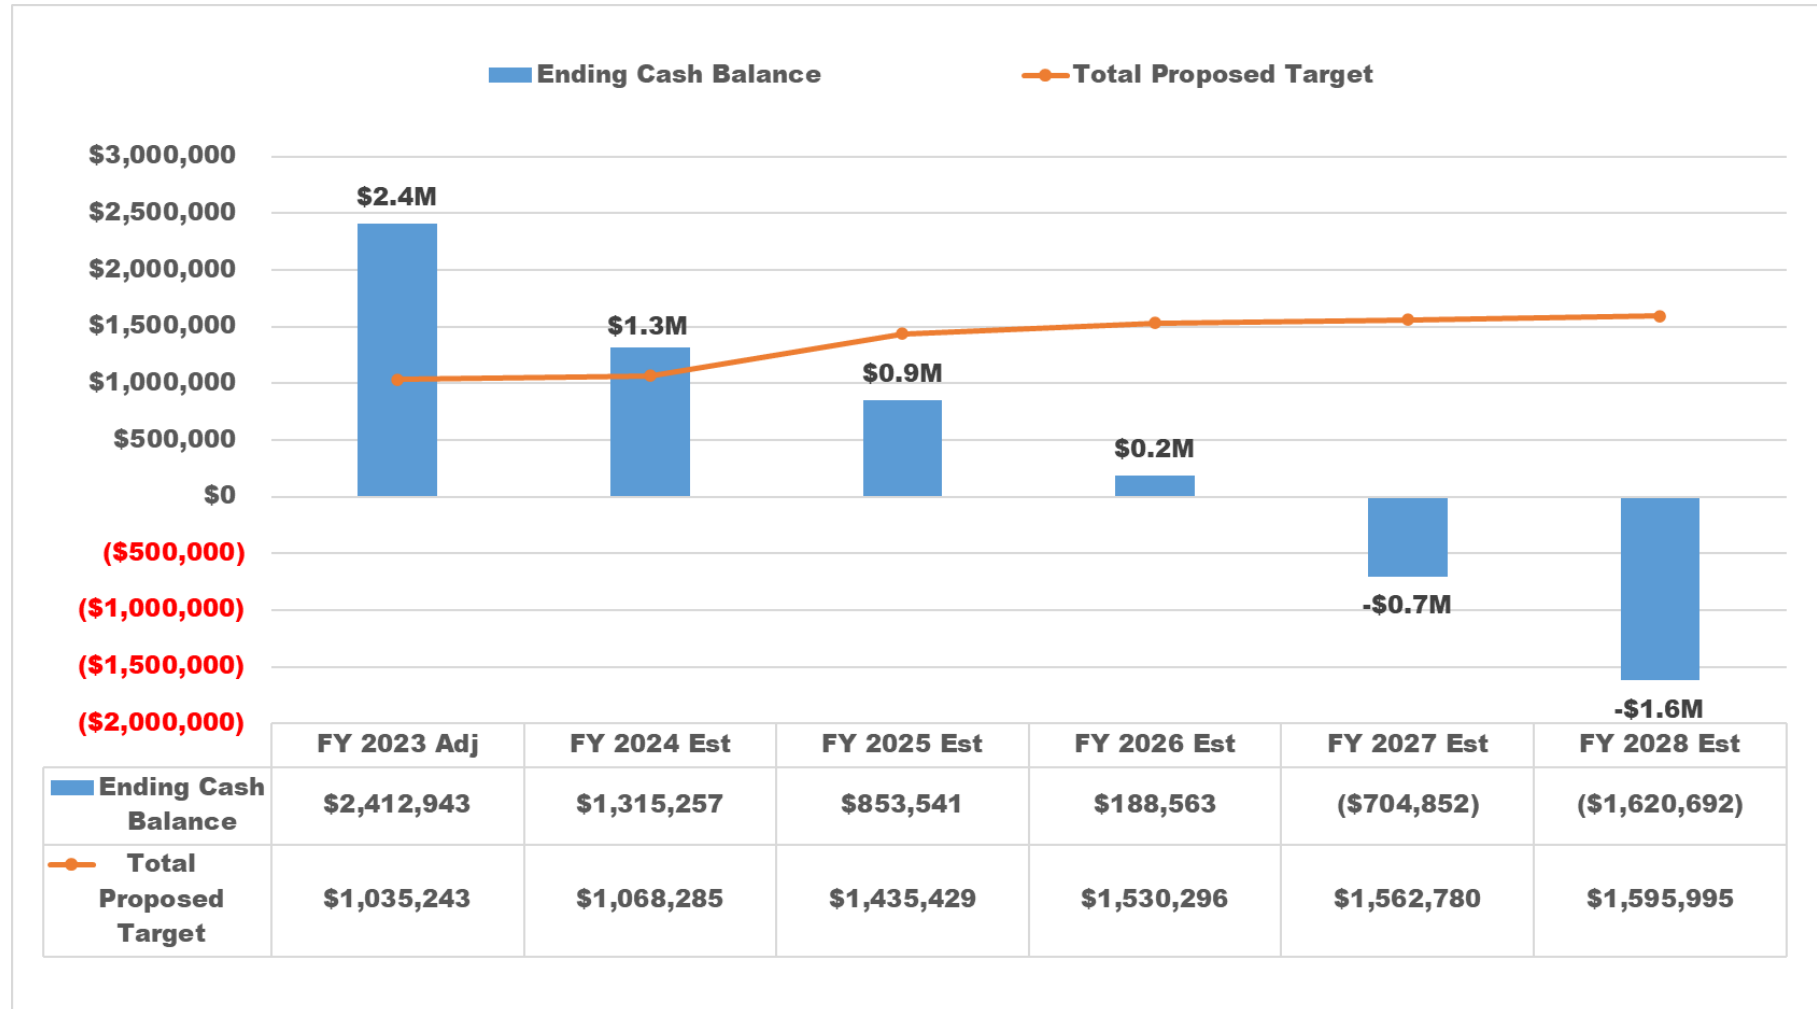 Ending Cash Balance
Total Proposed Target
$3,000,000
$2,500,000
$2,000,000
$1,500,000
$1,000,000
$500,000
$0
($500,000)
($1,000,000)
($1,500,000)
($2,000,000)
$2.4M
$1.3M
$0.9M
$0.2M
-$0.7M
-$1.6M
FY 2023 Adj FY 2024 Est FY 2025 Est FY 2026 Est FY 2027 Est FY 2028 Est
Ending Cash
Balance
$2,412,943 $1,315,257 $853,541 $188,563 ($704,852) ($1,620,692)
Total
Proposed
Target
$1,035,243 $1,068,285 $1,435,429 $1,530,296 $1,562,780 $1,595,995